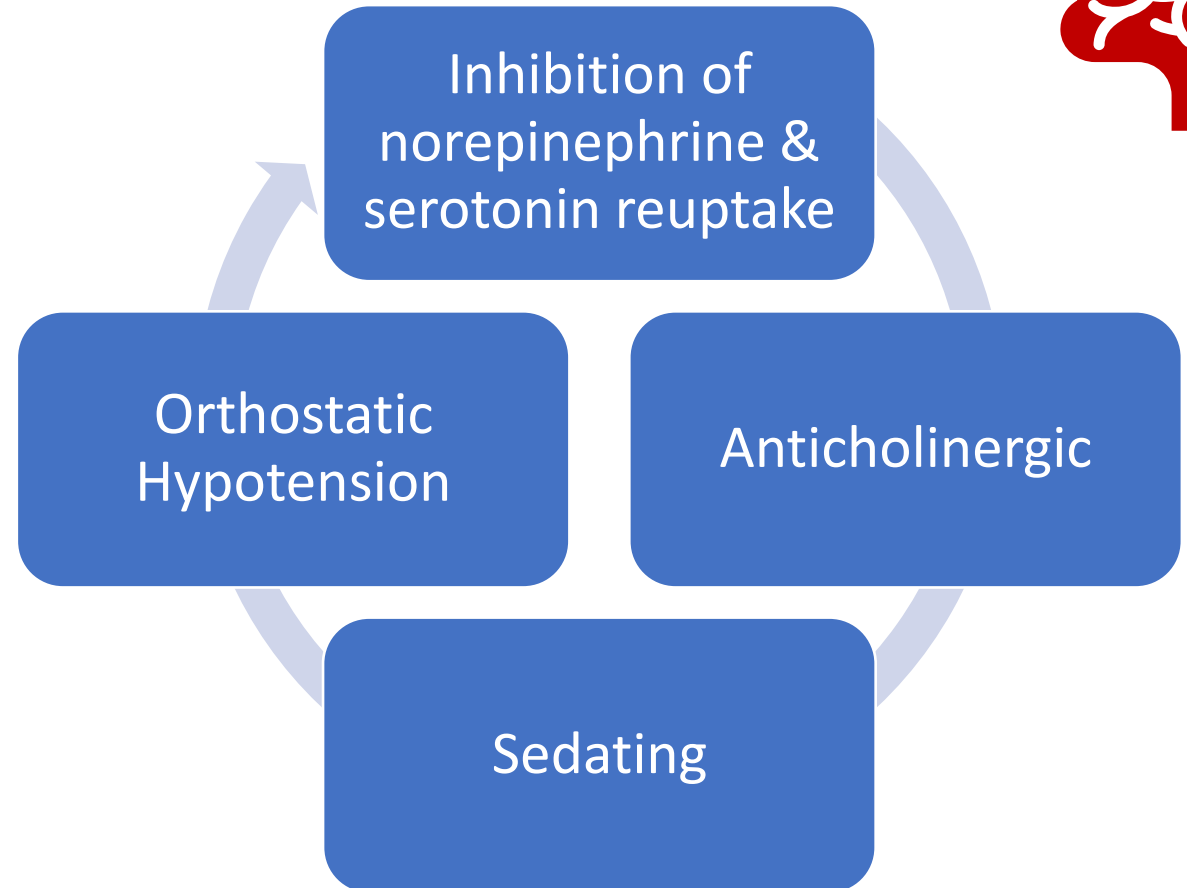 Inhibition of
norepinephrine &
serotonin reuptake
Orthostatic
Hypotension
Anticholinergic
Sedating